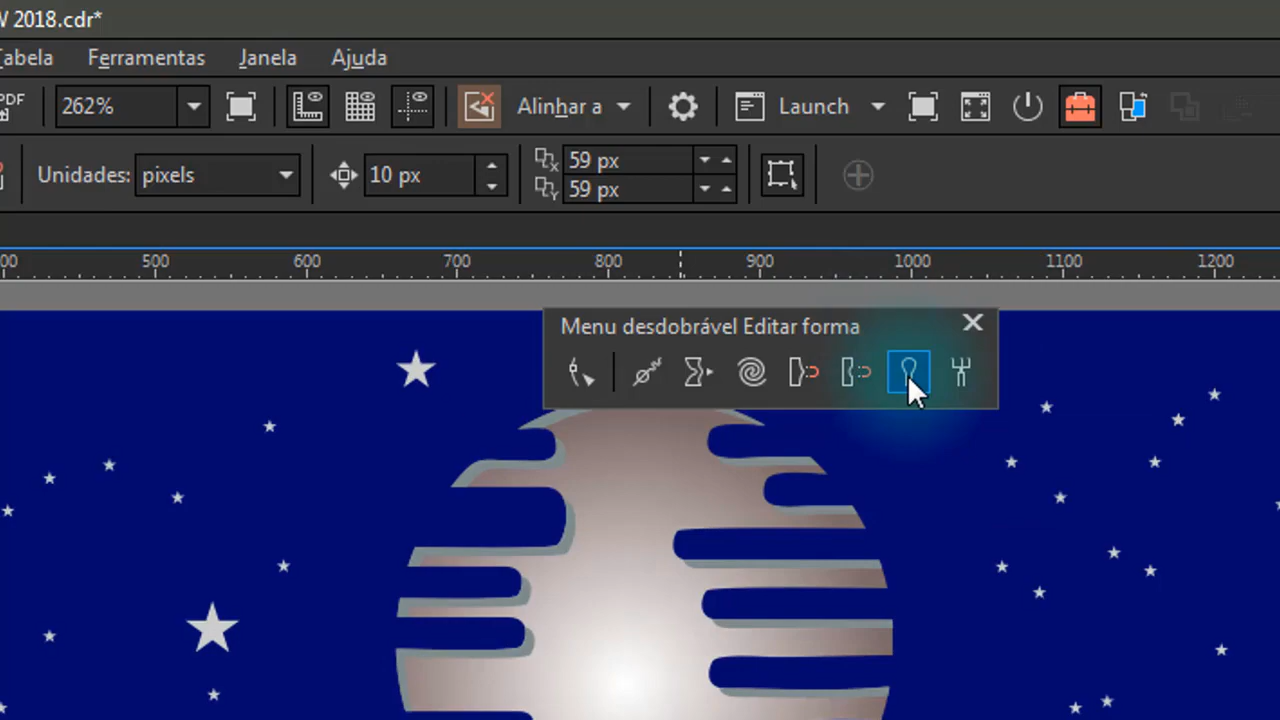 W 2018.cdr*
Tabela Ferramentas Janela Ajuda
PDF 262% Alinhar a Launch
Unidades: pixels 10 px 59 px
59 px
00 500 600 700 800 900 1000 1100 1200
Menu desdobrável Editar forma